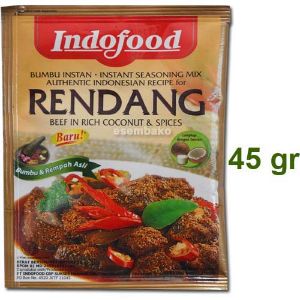 Indofood
BUMBU INSTAN • INSTANT SEASONING MIX
AUTHENTIC INDONESIAN RECIPE for
RENDANG
BEEF IN RICH COCONUT & SPICES
esembako
Baru!
Bumbu & Rempah Asli
45 gr